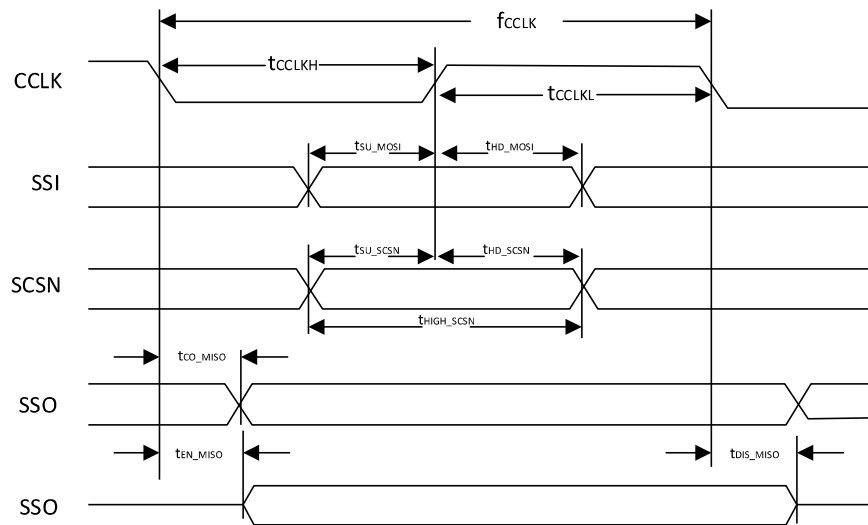 fCCLK
CCLK
tCCLKH
tCCLKL
tSU_MOSI
tHD_MOSI
SSI
tSU_SCSN
tHD_SCSN
SCSN
tHIGH_SCSN
tCO_MISO
SSO
tEN_MISO
tDIS_MISO
SSO